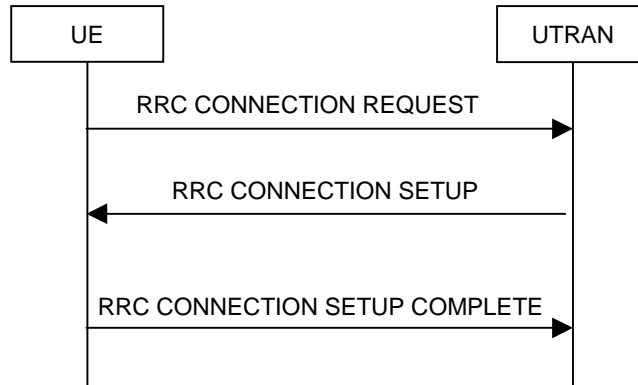 UE
UTRAN
RRC CONNECTION REQUEST
RRC CONNECTION SETUP
RRC CONNECTION SETUP COMPLETE